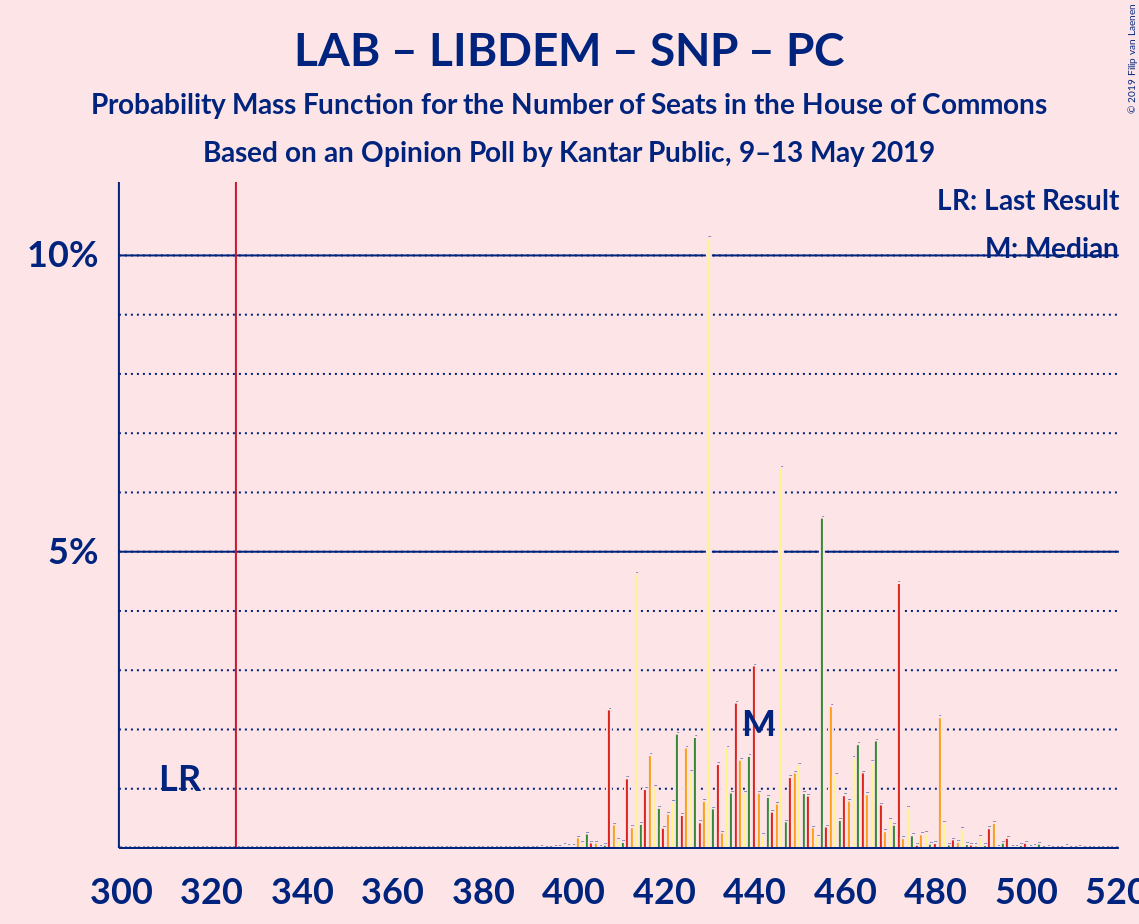 LAB – LIBDEM – SNP – PC
Probability Mass Function for the Number of Seats in the House of Commons
Based on an Opinion Poll by Kantar Public, 9–13 May 2019
© 2019 Filip van Laenen
LR: Last Result
M: Median
10%
5%
M
LR
300 320 340 360 380 400 420 440 460 480 500 520